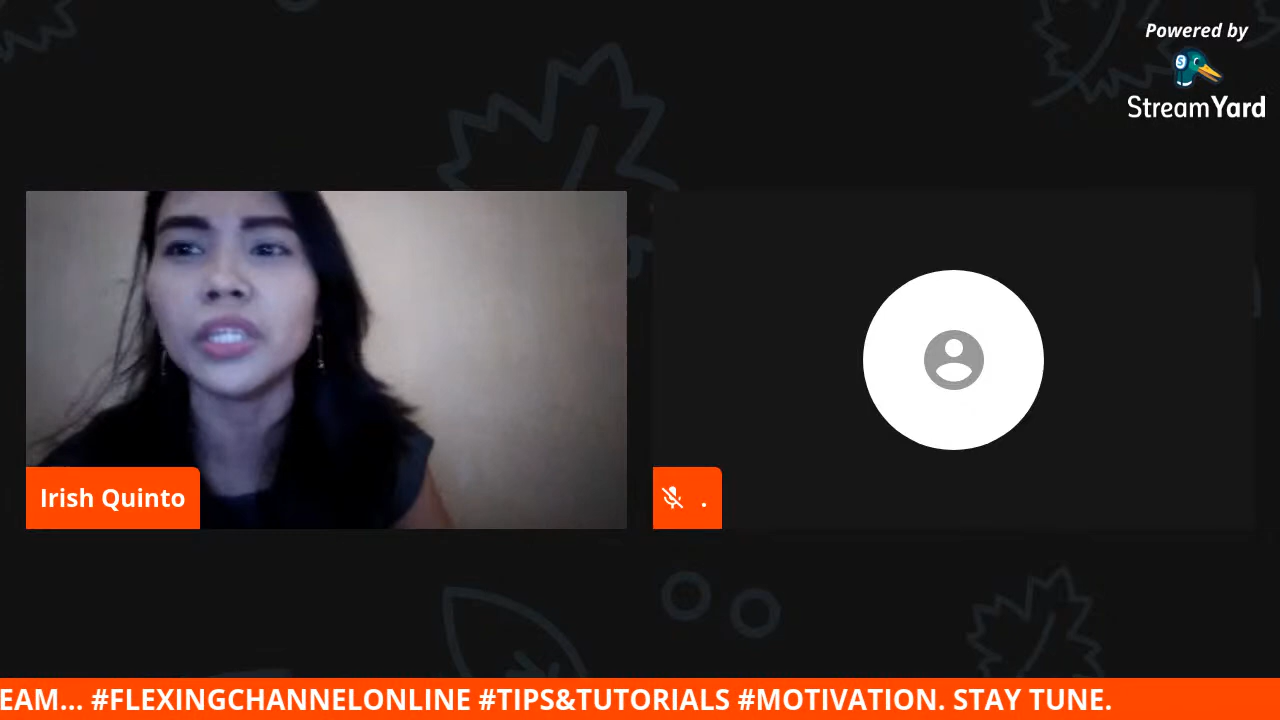 Powered by
StreamYard
Irish Quinto
.
EAM... #FLEXINGCHANNELONLINE #TIPS&TUTORIALS #MOTIVATION. STAY TUNE.